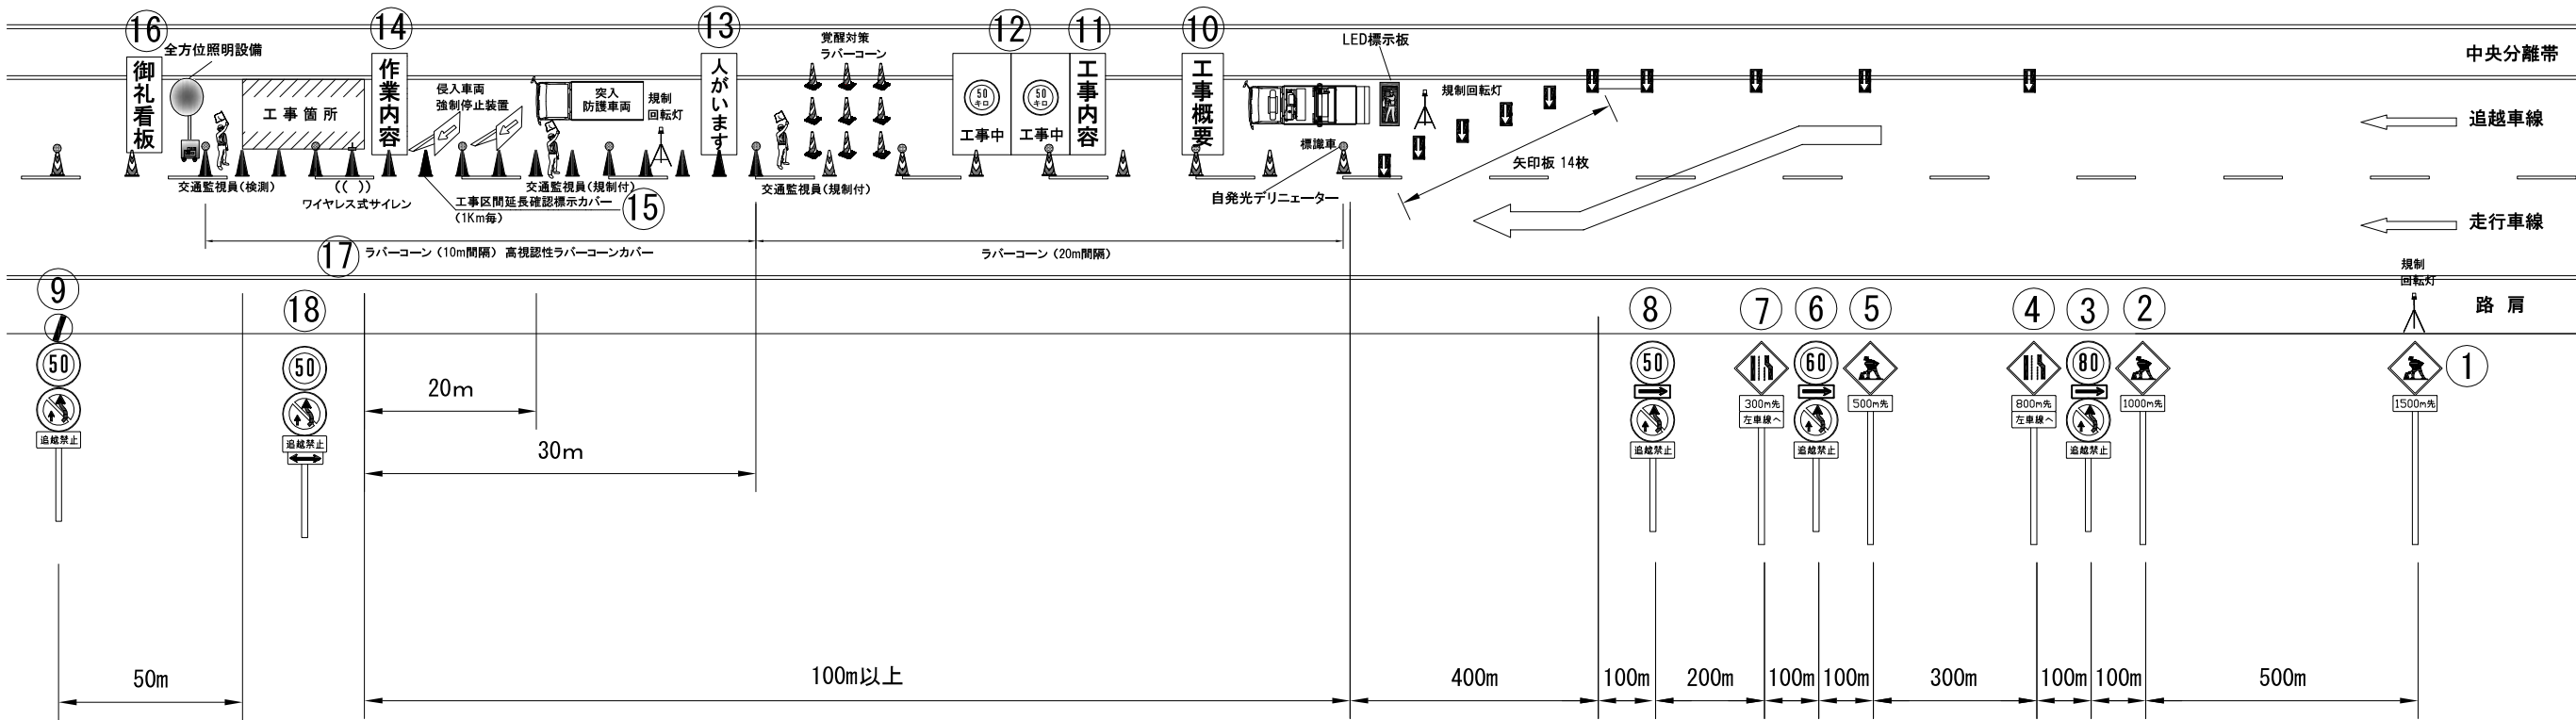 ⑯
全方位照明設備
御礼看板
工事箇所
⑭
作業内容
侵入車両
強制停止装置
突入
防護車両
規制
回転灯
⑬
人がいます
覚醒対策
ラバーコーン
⑫
50
キロ
工事中
50
キロ
工事中
⑪
工事内容
⑩
工事概要
LED標示板
標識車
規制回転灯
矢印板 14枚
中央分離帯
追越車線
走行車線
交通監視員(検測)
(( ))
ワイヤレス式サイレン
工事区間延長確認標示カバー
(1Km毎)
⑮
交通監視員(規制付)
交通監視員(規制付)
自発光デリニェーター
⑰
ラバーコーン(10m間隔) 高視認性ラバーコーンカバー
ラバーコーン(20m間隔)
規制
回転灯
路 肩
⑨
50
追越禁止
⑱
50
追越禁止
⑧
50
追越禁止
⑦
300m先
左車線へ
⑥
60
追越禁止
⑤
500m先
④
800m先
左車線へ
③
80
追越禁止
②
1000m先
①
1500m先
20m
30m
50m
100m以上
400m
100m
200m
100m
100m
300m
100m
100m
500m